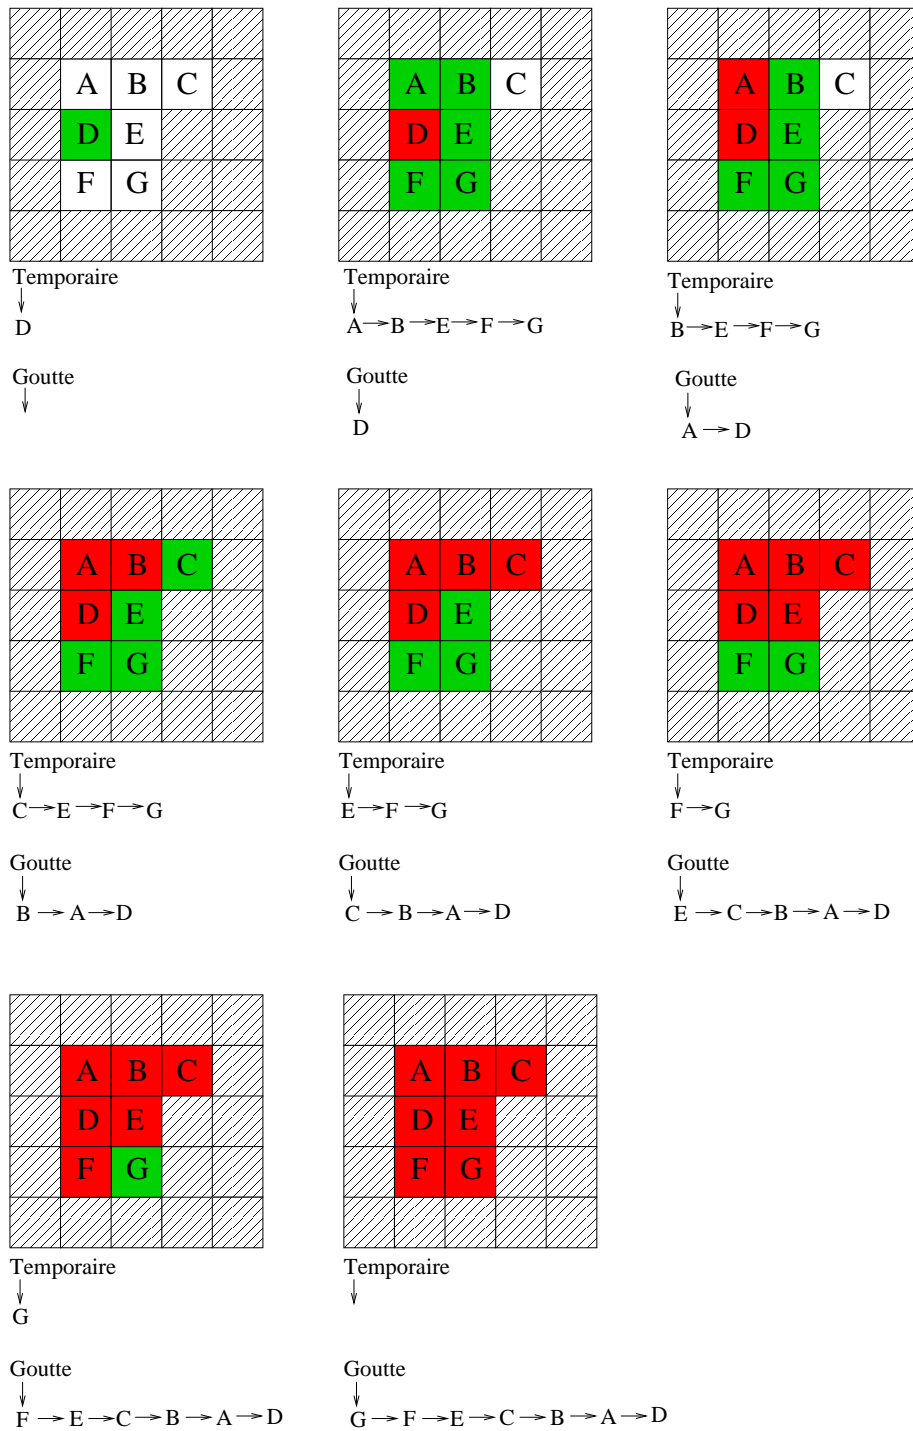 A B C
D E
F G
Temporaire
D
Goutte
A B C
D E
F G
Temporaire
A B E F G
Goutte
D
A B C
D E
F G
Temporaire
B E F G
Goutte
A D
A B C
D E
F G
Temporaire
C E F G
Goutte
B A D
A B C
D E
F G
Temporaire
E F G
Goutte
C B A D
A B C
D E
F G
Temporaire
F G
Goutte
E C B A D
A B C
D E
F G
Temporaire
G
Goutte
F E C B A D
A B C
D E
F G
Temporaire
Goutte
G F E C B A D